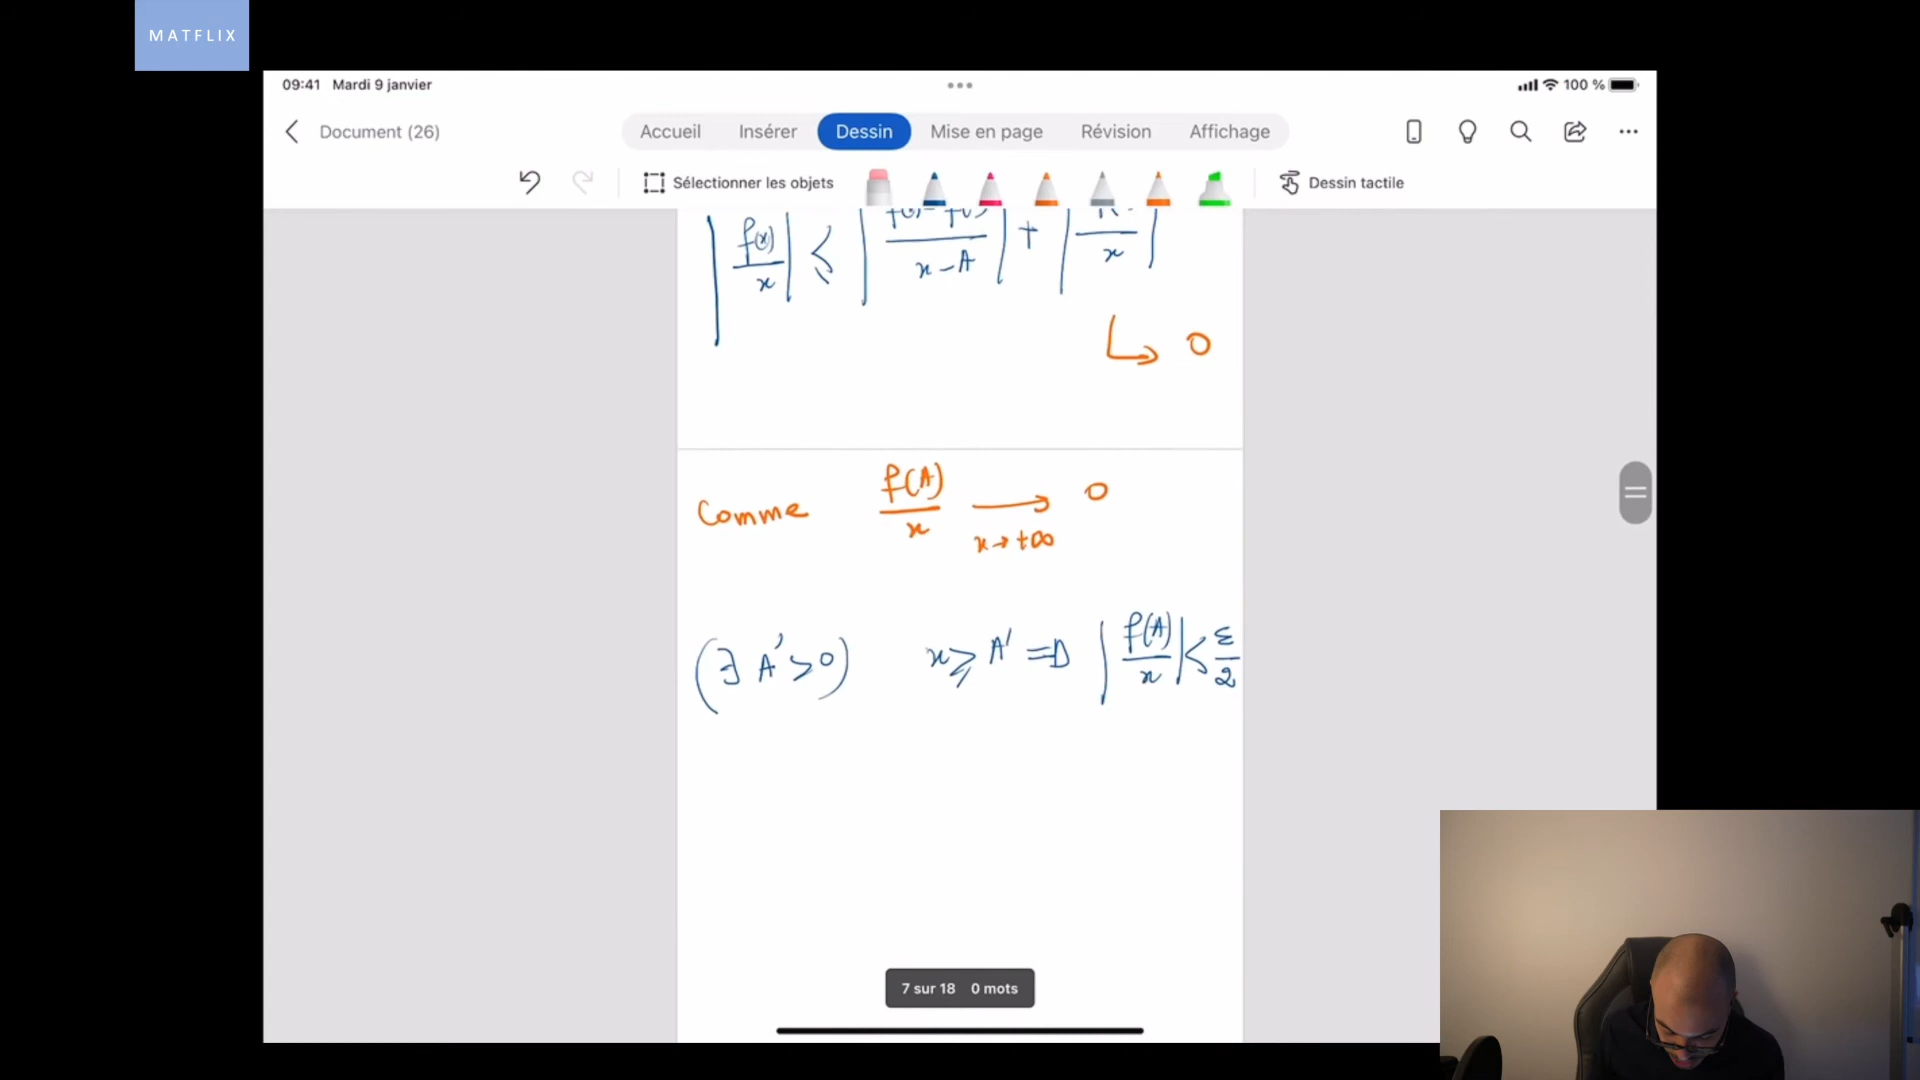 MATFLIX
09:41 Mardi 9 janvier
100 %
Document (26)
Accueil Insérer Dessin Mise en page Révision Affichage
Sélectionner les objets
Dessin tactile
|f(x)/x| ≤ | /x-A| + | /x|
↳ 0
Comme f(A)/x → 0
x→+∞
(∃ A'>0) x ≥ A' => |f(A)/x| < ε/2
7 sur 18 0 mots